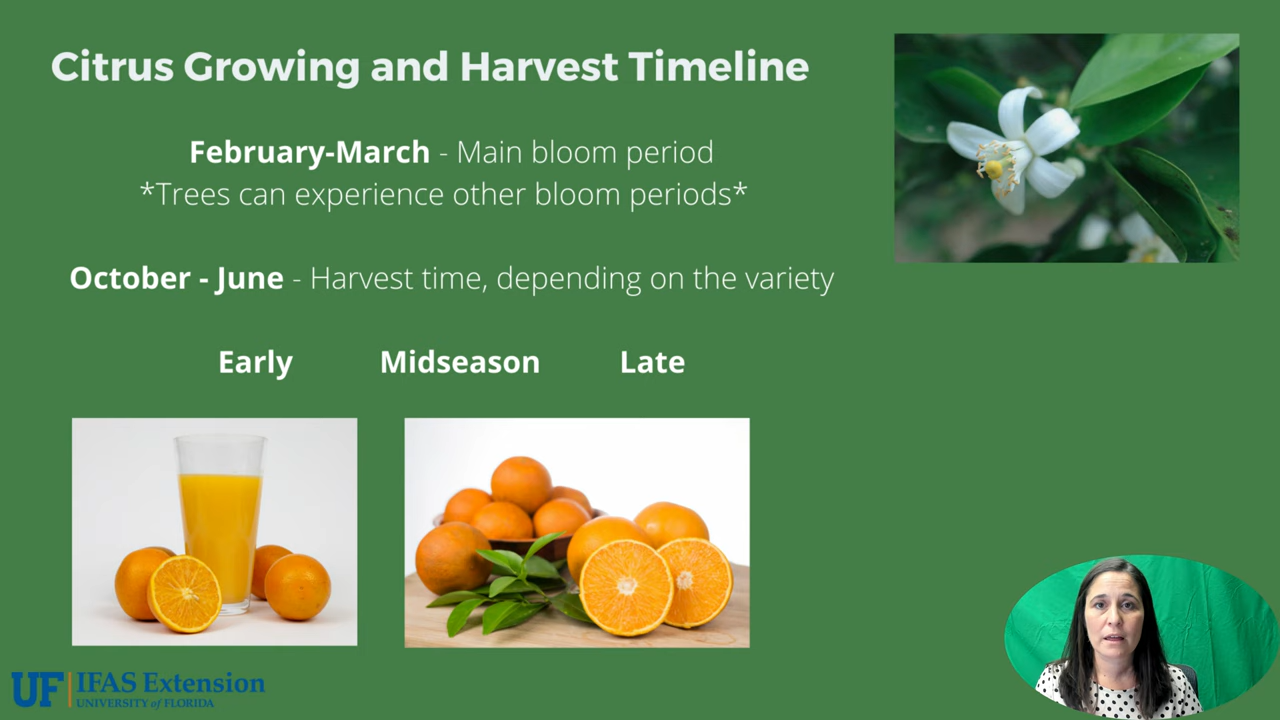 Citrus Growing and Harvest Timeline
February-March - Main bloom period
*Trees can experience other bloom periods*
October - June - Harvest time, depending on the variety
Early Midseason Late
UF IFAS Extension
UNIVERSITY of FLORIDA